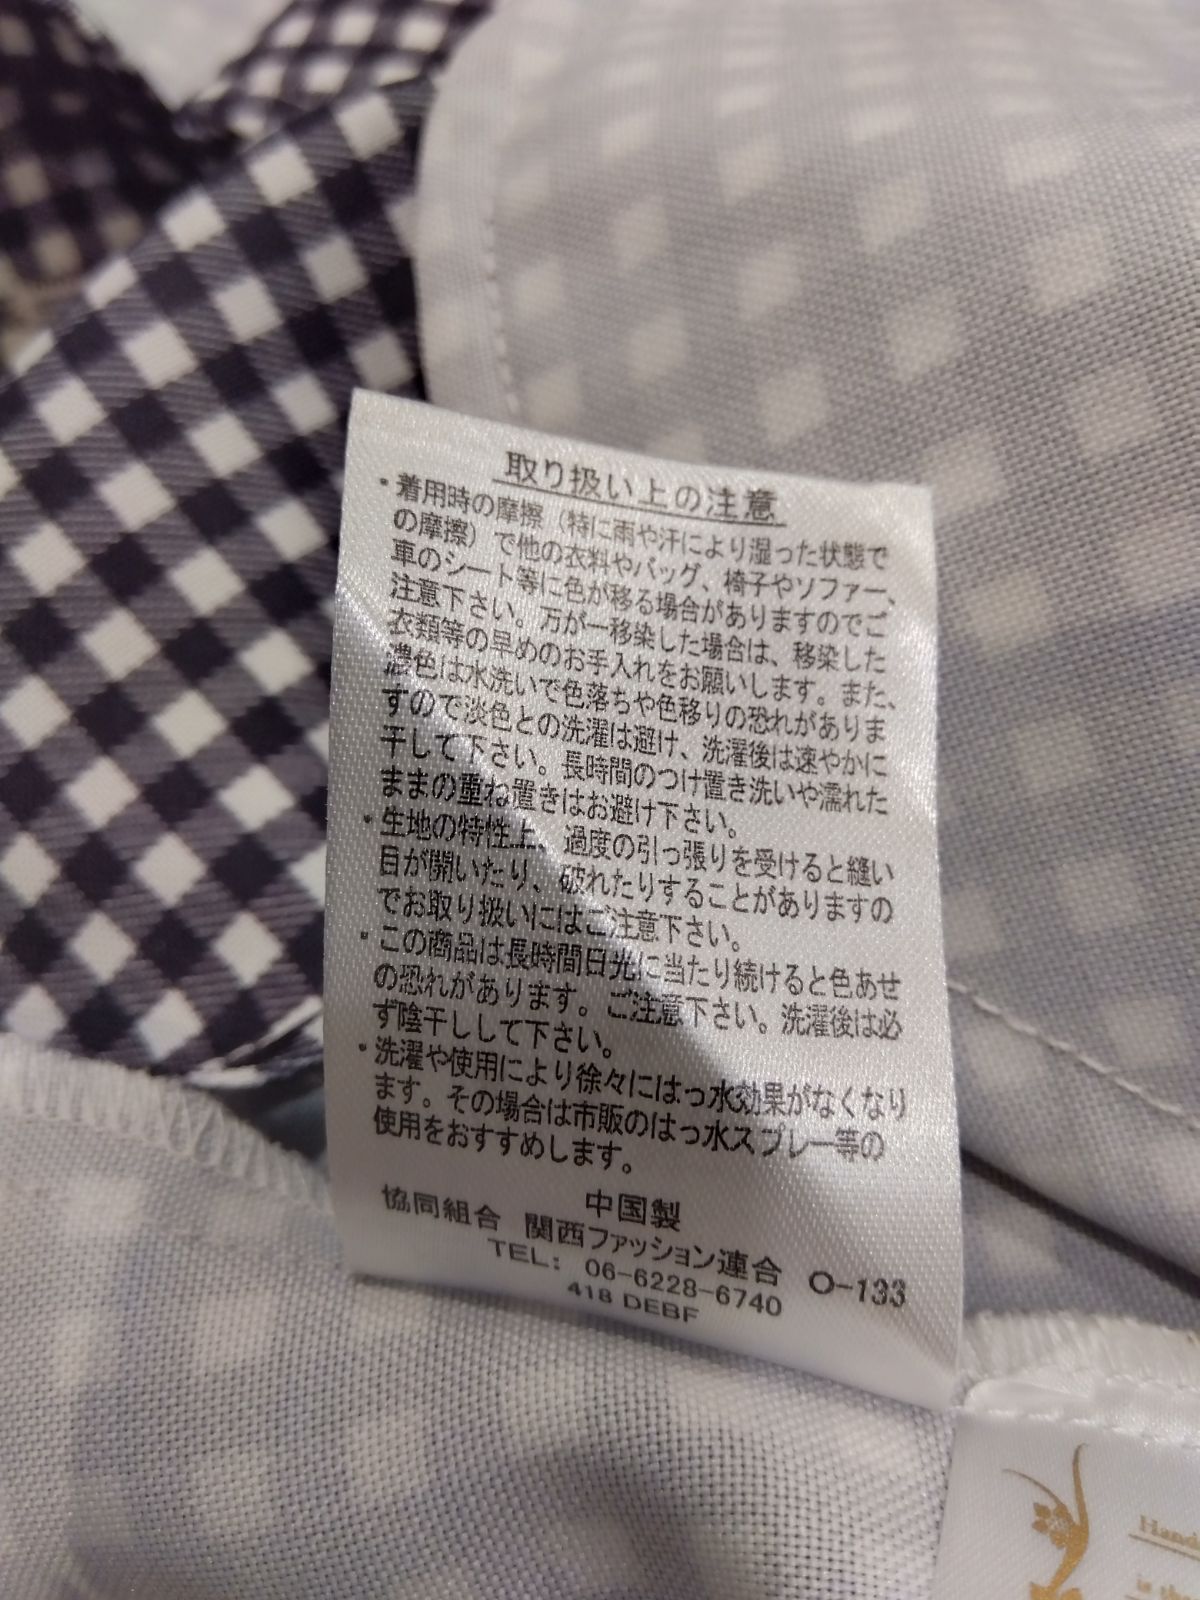 取り扱い上の注意
・着用時の摩擦（特に雨や汗により湿った状態で
の摩擦）で他の衣料やバッグ、椅子やソファー、
車のシート等に色が移る場合がありますのでご
注意下さい。万が一移染した場合は、移染した
衣類等の早めのお手入れをお願いします。また、
濃色は水洗いで色落ちや色移りの恐れがありま
すので淡色との洗濯は避け、洗濯後は速やかに
干して下さい。長時間のつけ置き洗いや濡れた
ままの重ね置きはお避け下さい。
・生地の特性上、過度の引っ張りを受けると縫い
目が開いたり、破れたりすることがありますの
でお取り扱いにはご注意下さい。
・この商品は長時間日光に当たり続けると色あせ
の恐れがあります。ご注意下さい。洗濯後は必
ず陰干しして下さい。
・洗濯や使用により徐々にはっ水効果がなくなり
ます。その場合は市販のはっ水スプレー等の
使用をおすすめします。
中国製
協同組合 関西ファッション連合 O-133
TEL: 06-6228-6740
418 DEBF